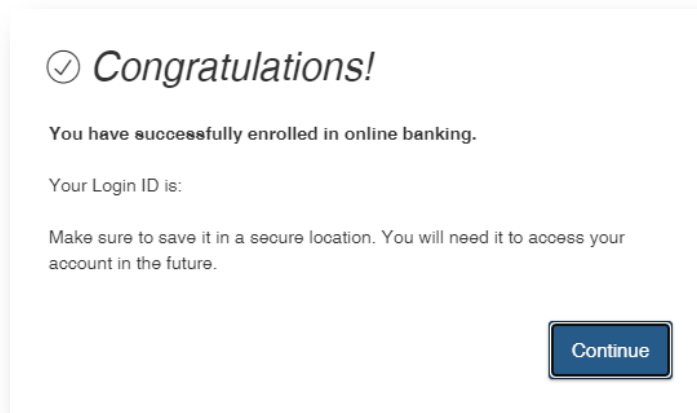 Congratulations!
You have successfully enrolled in online banking.
Your Login ID is:
Make sure to save it in a secure location. You will need it to access your
account in the future.
Continue